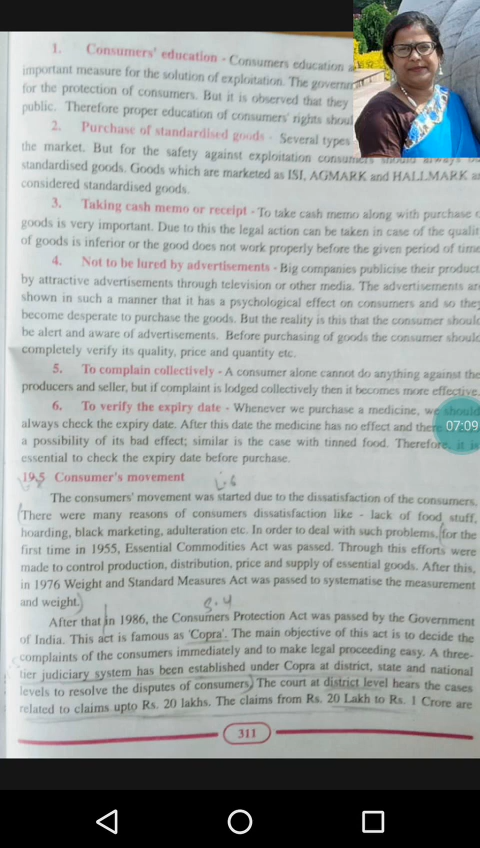 1. Consumers' education - Consumers education
important measure for the solution of exploitation. The
for the protection of consumers. But it is observed that they
public. Therefore proper education of consumers' rights
2. Purchase of standardised goods - Several types
the market. But for the safety against exploitation consumers should always
standardised goods. Goods which are marketed as ISI, AGMARK and HALLMARK
considered standardised goods.
3. Taking cash memo or receipt - To take cash memo along with purchase
goods is very important. Due to this the legal action can be taken in case of the
of goods is inferior or the good does not work properly before the given period of time
4. Not to be lured by advertisements - Big companies publicise their product
by attractive advertisements through television or other media. The advertisements
shown in such a manner that it has a psychological effect on consumers and so they
become desperate to purchase the goods. But the reality is this that the consumer
be alert and aware of advertisements. Before purchasing of goods the consumer
completely verify its quality, price and quantity etc.
5. To complain collectively - A consumer alone cannot do anything against the
producers and seller, but if complaint is lodged collectively then it becomes more effective.
6. To verify the expiry date - Whenever we purchase a medicine, we should
always check the expiry date. After this date the medicine has no effect and 07:09
a possibility of its bad effect; similar is the case with tinned food. Therefore, it is
essential to check the expiry date before purchase.
19.5 Consumer's movement
The consumers' movement was started due to the dissatisfaction of the consumers.
There were many reasons of consumers dissatisfaction like - lack of food stuff,
hoarding, black marketing, adulteration etc. In order to deal with such problems, for the
first time in 1955, Essential Commodities Act was passed. Through this efforts were
made to control production, distribution, price and supply of essential goods. After this,
in 1976 Weight and Standard Measures Act was passed to systematise the measurement
and weight.
After that in 1986, the Consumers Protection Act was passed by the Government
of India. This act is famous as 'Copra'. The main objective of this act is to decide the
complaints of the consumers immediately and to make legal proceeding easy. A three-
tier judiciary system has been established under Copra at district, state and national
levels to resolve the disputes of consumers. The court at district level hears the cases
related to claims upto Rs. 20 lakhs. The claims from Rs. 20 Lakh to Rs. 1 Crore are
311